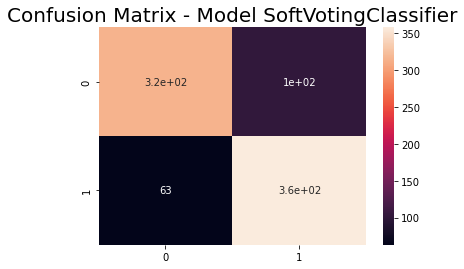 Confusion Matrix - Model SoftVotingClassifier
350
0
3.2e+02
1e+02
300
250
200
1
63
3.6e+02
150
100
0
1